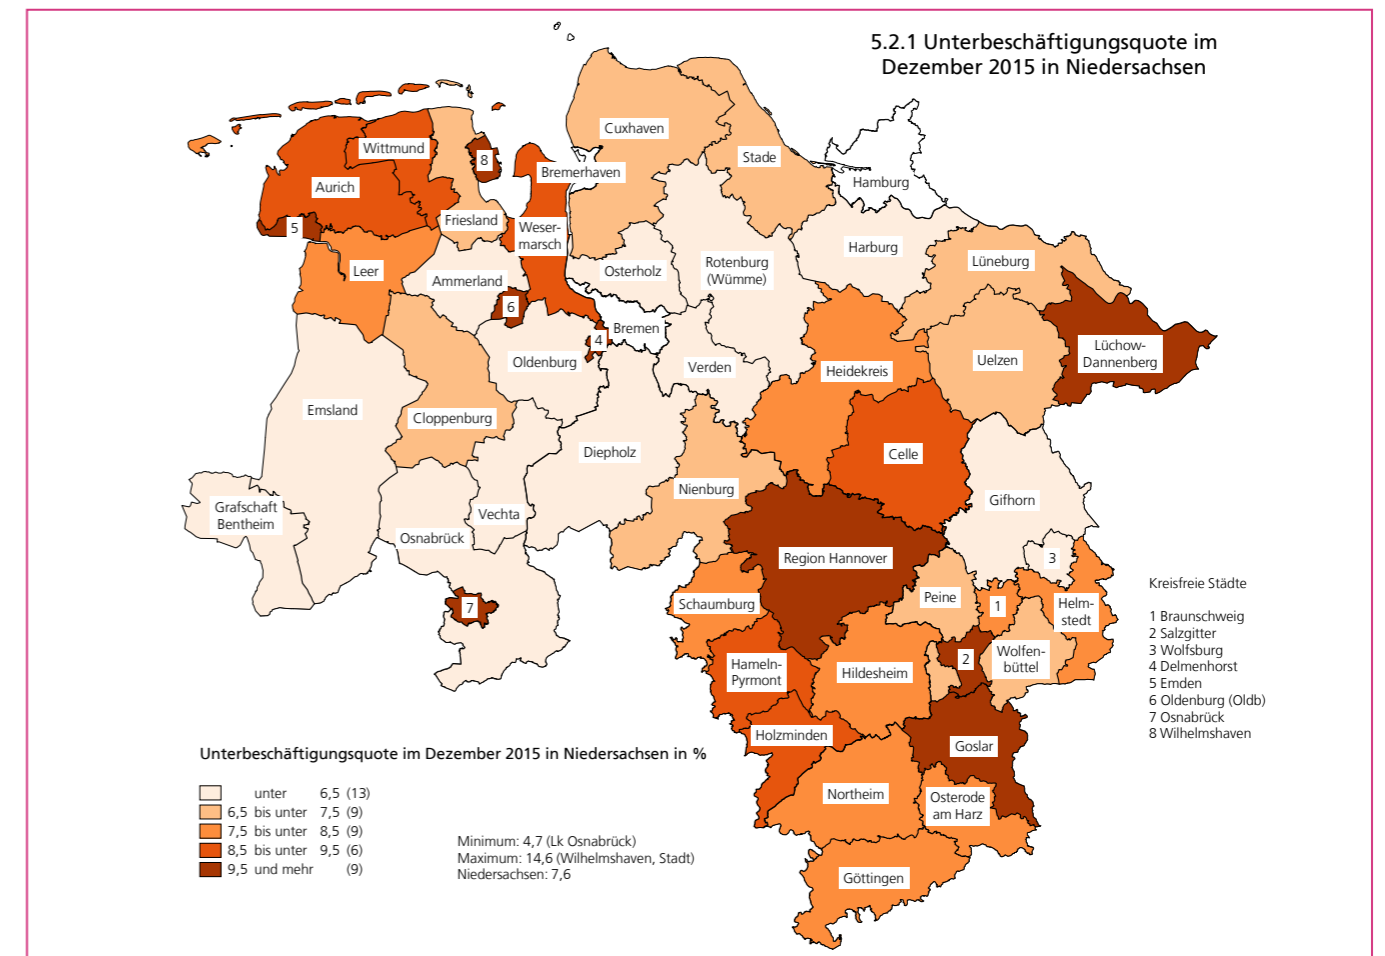 5.2.1 Unterbeschäftigungsquote im
Dezember 2015 in Niedersachsen
Cuxhaven
Wittmund
8
Stade
Bremerhaven
Hamburg
Aurich
Friesland
5
Weser-
marsch
Harburg
Lüneburg
Leer
Ammerland
Osterholz
Rotenburg
(Wümme)
6
Bremen
4
Lüchow-
Dannenberg
Oldenburg
Verden
Heidekreis
Uelzen
Emsland
Cloppenburg
Diepholz
Celle
Nienburg
Gifhorn
Grafschaft
Bentheim
Vechta
Osnabrück
Region Hannover
3
Kreisfreie Städte
1 Braunschweig
2 Salzgitter
3 Wolfsburg
4 Delmenhorst
5 Emden
6 Oldenburg (Oldb)
7 Osnabrück
8 Wilhelmshaven
7
Schaumburg
Peine
1
Helm-
stedt
Hameln-
Pyrmont
Hildesheim
2
Wolfen-
büttel
Holzminden
Goslar
Northeim
Osterode
am Harz
Göttingen
Unterbeschäftigungsquote im Dezember 2015 in Niedersachsen in %
unter 6,5 (13)
6,5 bis unter 7,5 (9)
7,5 bis unter 8,5 (9)
8,5 bis unter 9,5 (6)
9,5 und mehr (9)
Minimum: 4,7 (Lk Osnabrück)
Maximum: 14,6 (Wilhelmshaven, Stadt)
Niedersachsen: 7,6